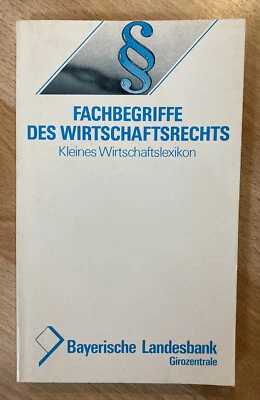 §
FACHBEGRIFFE
DES WIRTSCHAFTSRECHTS
Kleines Wirtschaftslexikon
Bayerische Landesbank
Girozentrale